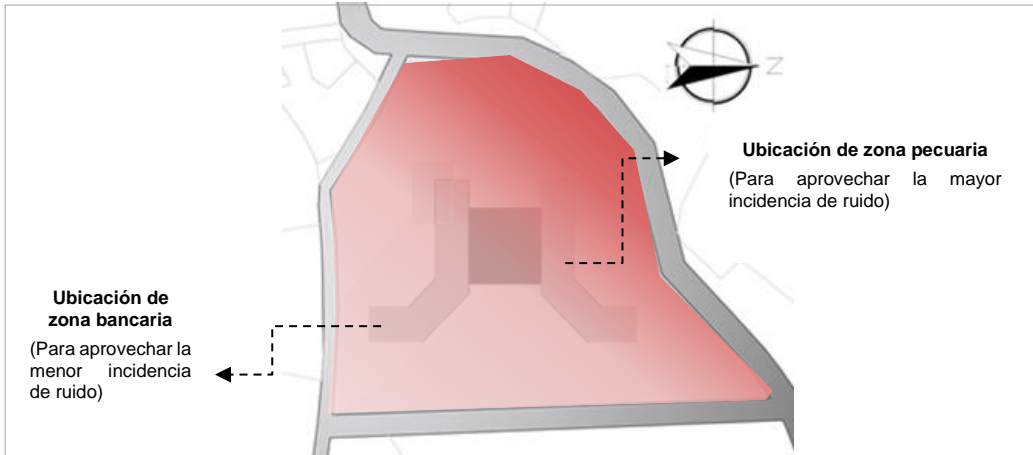 N
Ubicación de zona pecuaria
(Para aprovechar la mayor
incidencia de ruido)
Ubicación de
zona bancaria
(Para aprovechar la
menor incidencia
de ruido)